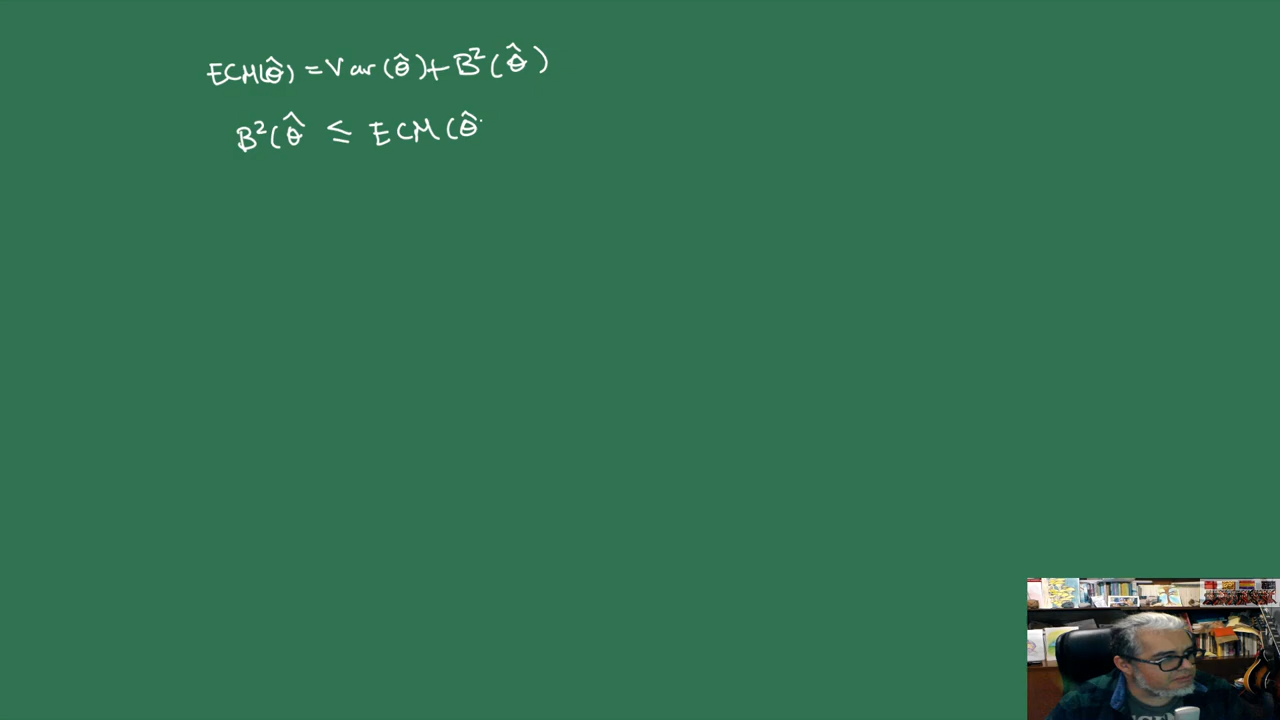 ECM(θ̂) = Var(θ̂) + B²(θ̂)
B²(θ̂ ≤ ECM(θ̂